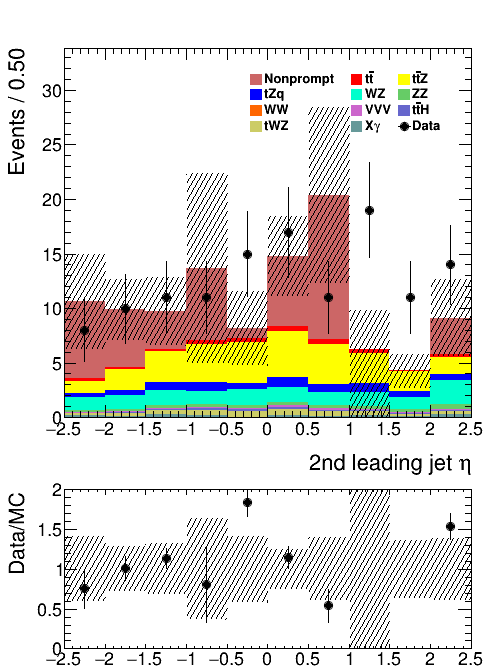 Events / 0.50
30
25
20
15
10
5
0
Nonprompt tt̄ tt̄Z
tZq WZ ZZ
WW VVV tt̄H
tWZ Xγ Data
−2.5 −2 −1.5 −1 −0.5 0 0.5 1 1.5 2 2.5
2nd leading jet η
Data/MC
2
1.5
1
0.5
0
−2.5 −2 −1.5 −1 −0.5 0 0.5 1 1.5 2 2.5